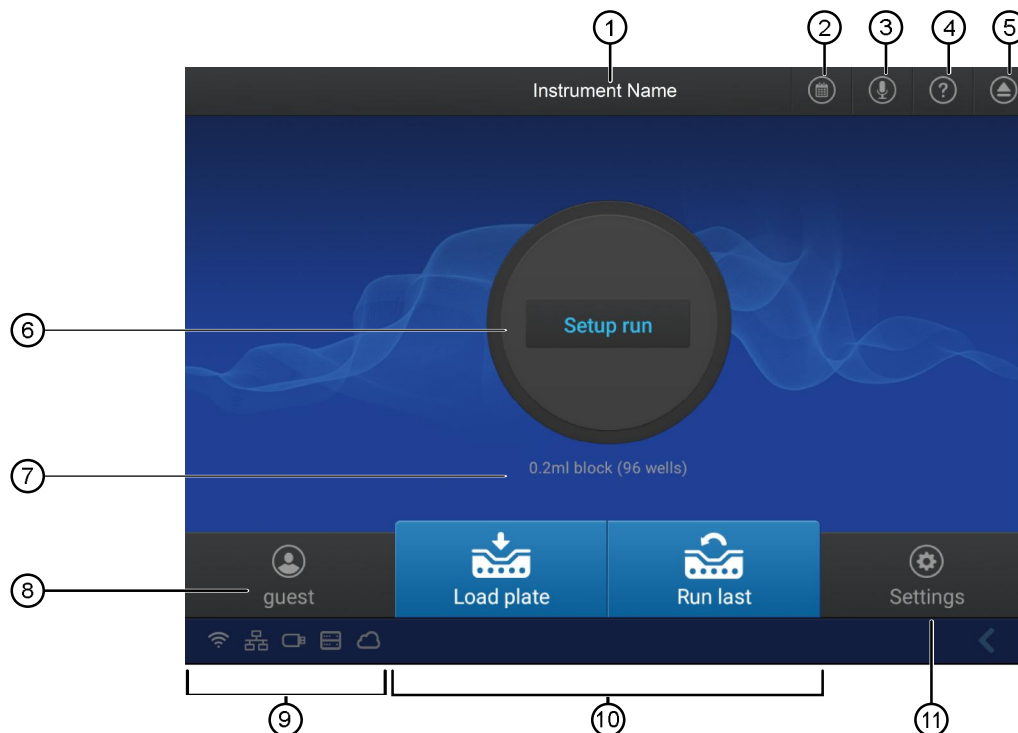 1 2 3 4 5
Instrument Name
?
6
Setup run
7
0.2ml block (96 wells)
8
guest
Load plate
Run last
Settings
9 10 11